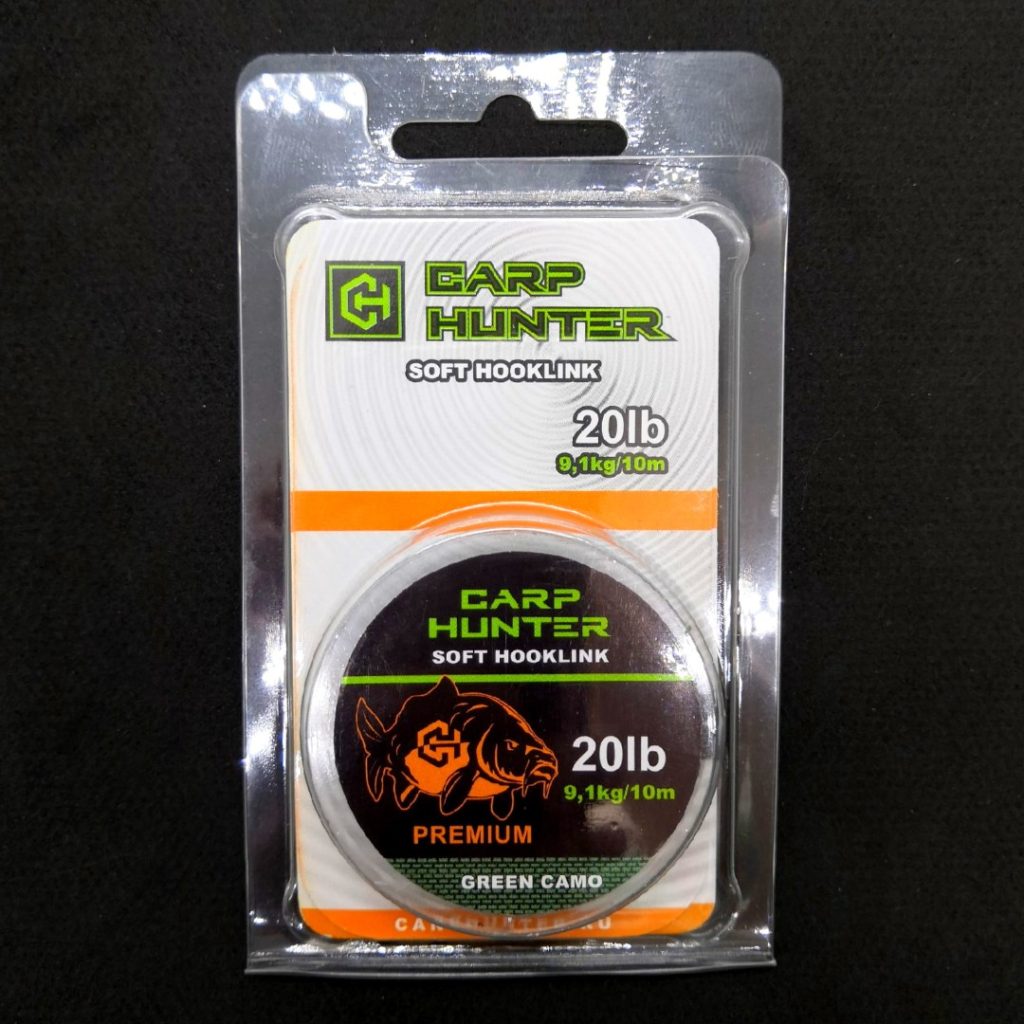 CARP
HUNTER
SOFT HOOKLINK
20lb
9,1kg/10m
CARP
HUNTER
SOFT HOOKLINK
20lb
9,1kg/10m
PREMIUM
GREEN CAMO